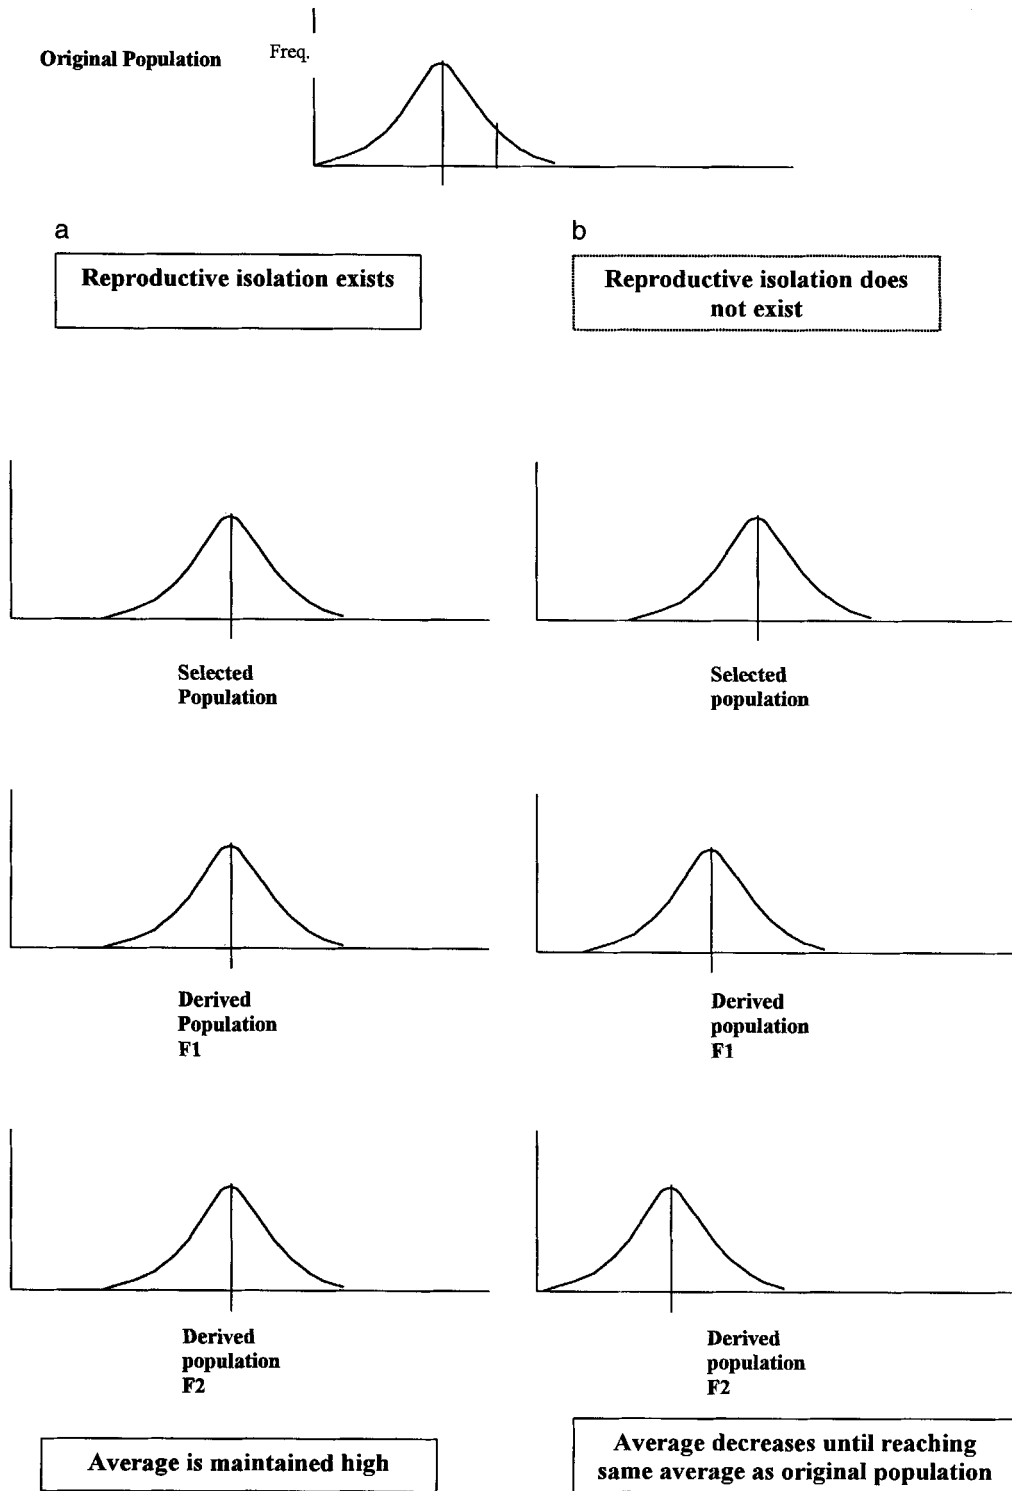 Original Population
Freq.
a
Reproductive isolation exists
b
Reproductive isolation does
not exist
Selected
Population
Selected
population
Derived
Population
F1
Derived
population
F1
Derived
population
F2
Derived
population
F2
Average is maintained high
Average decreases until reaching
same average as original population